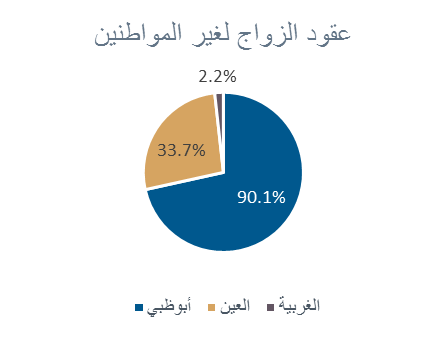 عقود الزواج لغير المواطنين
2.2%
33.7%
90.1%
أبوظبي العين الغربية